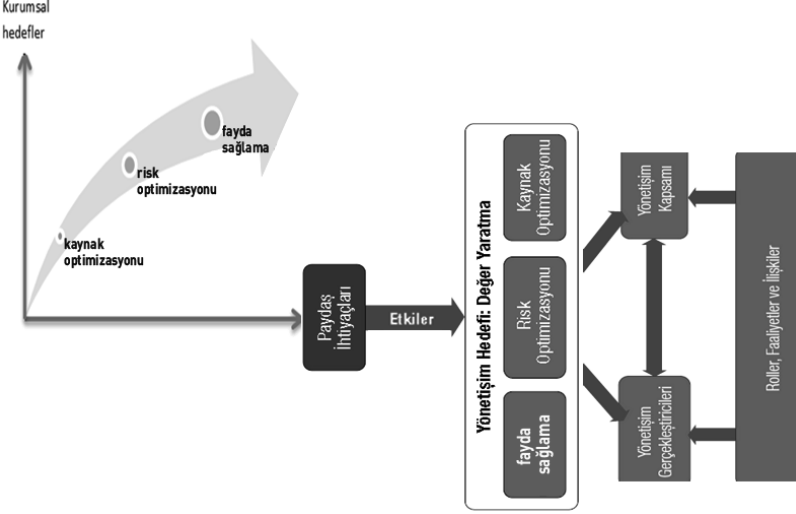 Kurumsal
hedefler
fayda
sağlama
risk
optimizasyonu
kaynak
optimizasyonu
Paydaş
İhtiyaçları
Etkiler
Yönetişim Hedefi: Değer Yaratma
fayda
sağlama
Risk
Optimizasyonu
Kaynak
Optimizasyonu
Yönetişim
Gerçekleştiricileri
Yönetişim
Kapsamı
Roller, Faaliyetler ve İlişkiler